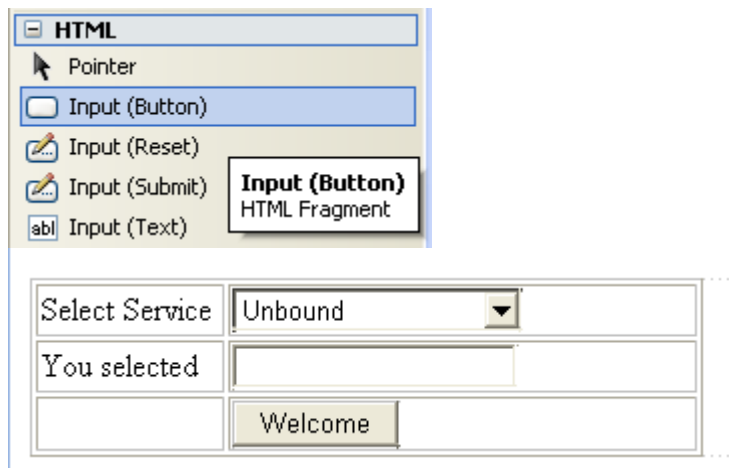 HTML
Pointer
Input (Button)
Input (Reset)
Input (Submit)
Input (Button)
HTML Fragment
abl Input (Text)
Select Service Unbound
You selected
Welcome